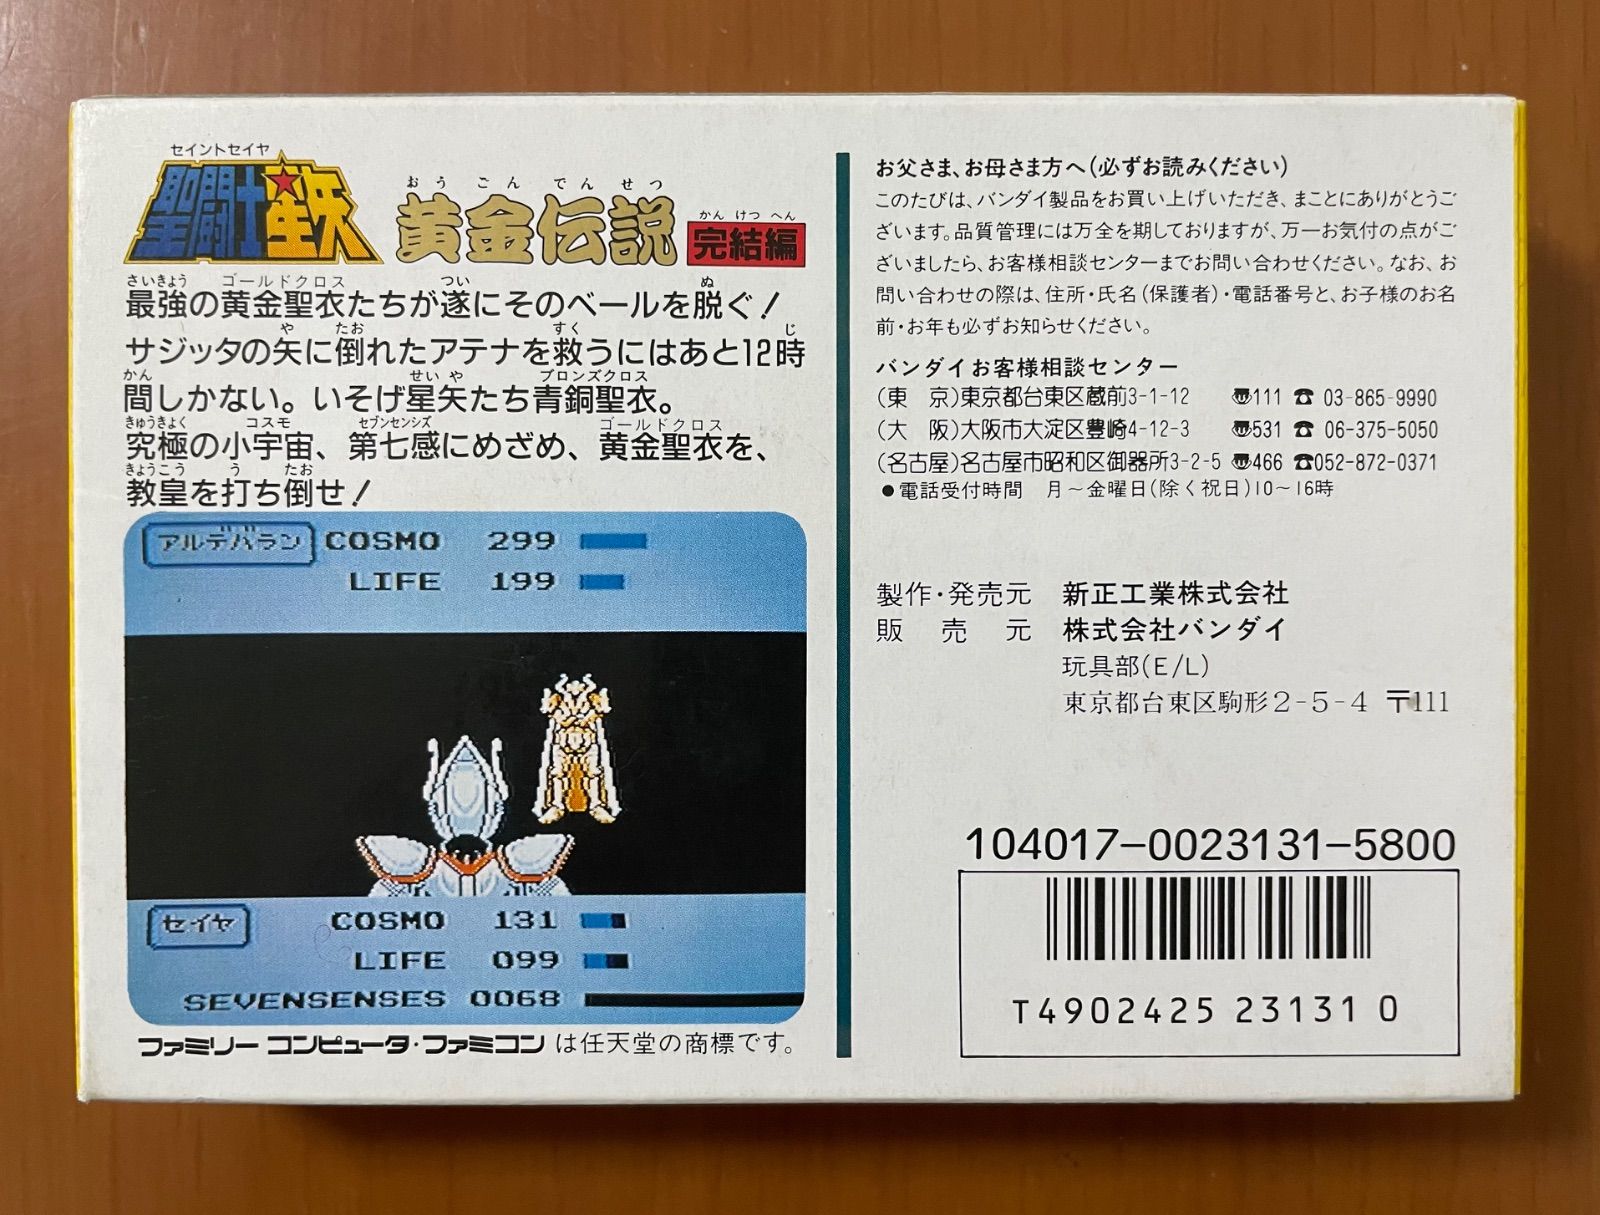 セイントセイヤ
聖闘士星矢
おうごんでんせつ
黄金伝説
かんけつへん
完結編
さいきょう ゴールドクロス つい ぬ
最強の黄金聖衣たちが遂にそのベールを脱ぐ!
や たお すく じ
サジッタの矢に倒れたアテナを救うにはあと12時
かん せいや ブロンズクロス
間しかない。いそげ星矢たち青銅聖衣。
きゅうきょく コスモ セブンセンシズ ゴールドクロス
究極の小宇宙、第七感にめざめ、黄金聖衣を、
きょうこう う たお
教皇を打ち倒せ!
アルデバラン COSMO 299
LIFE 199
セイヤ COSMO 131
LIFE 099
SEVENSENSES 0068
ファミリーコンピュータ・ファミコンは任天堂の商標です。
お父さま、お母さま方へ(必ずお読みください)
このたびは、バンダイ製品をお買い上げいただき、まことにありがとうご
ざいます。品質管理には万全を期しておりますが、万一お気付の点がご
ざいましたら、お客様相談センターまでお問い合わせください。なお、お
問い合わせの際は、住所・氏名(保護者)・電話番号と、お子様のお名
前・お年も必ずお知らせください。
バンダイお客様相談センター
(東 京)東京都台東区蔵前3-1-12 〠111 ☎ 03-865-9990
(大 阪)大阪市大淀区豊崎4-12-3 〠531 ☎ 06-375-5050
(名古屋)名古屋市昭和区御器所3-2-5 〠466 ☎052-872-0371
●電話受付時間 月~金曜日(除く祝日)10~16時
製作・発売元 新正工業株式会社
販売元 株式会社バンダイ
玩具部(E/L)
東京都台東区駒形2-5-4 〒111
104017-0023131-5800
T4902425 23131 0